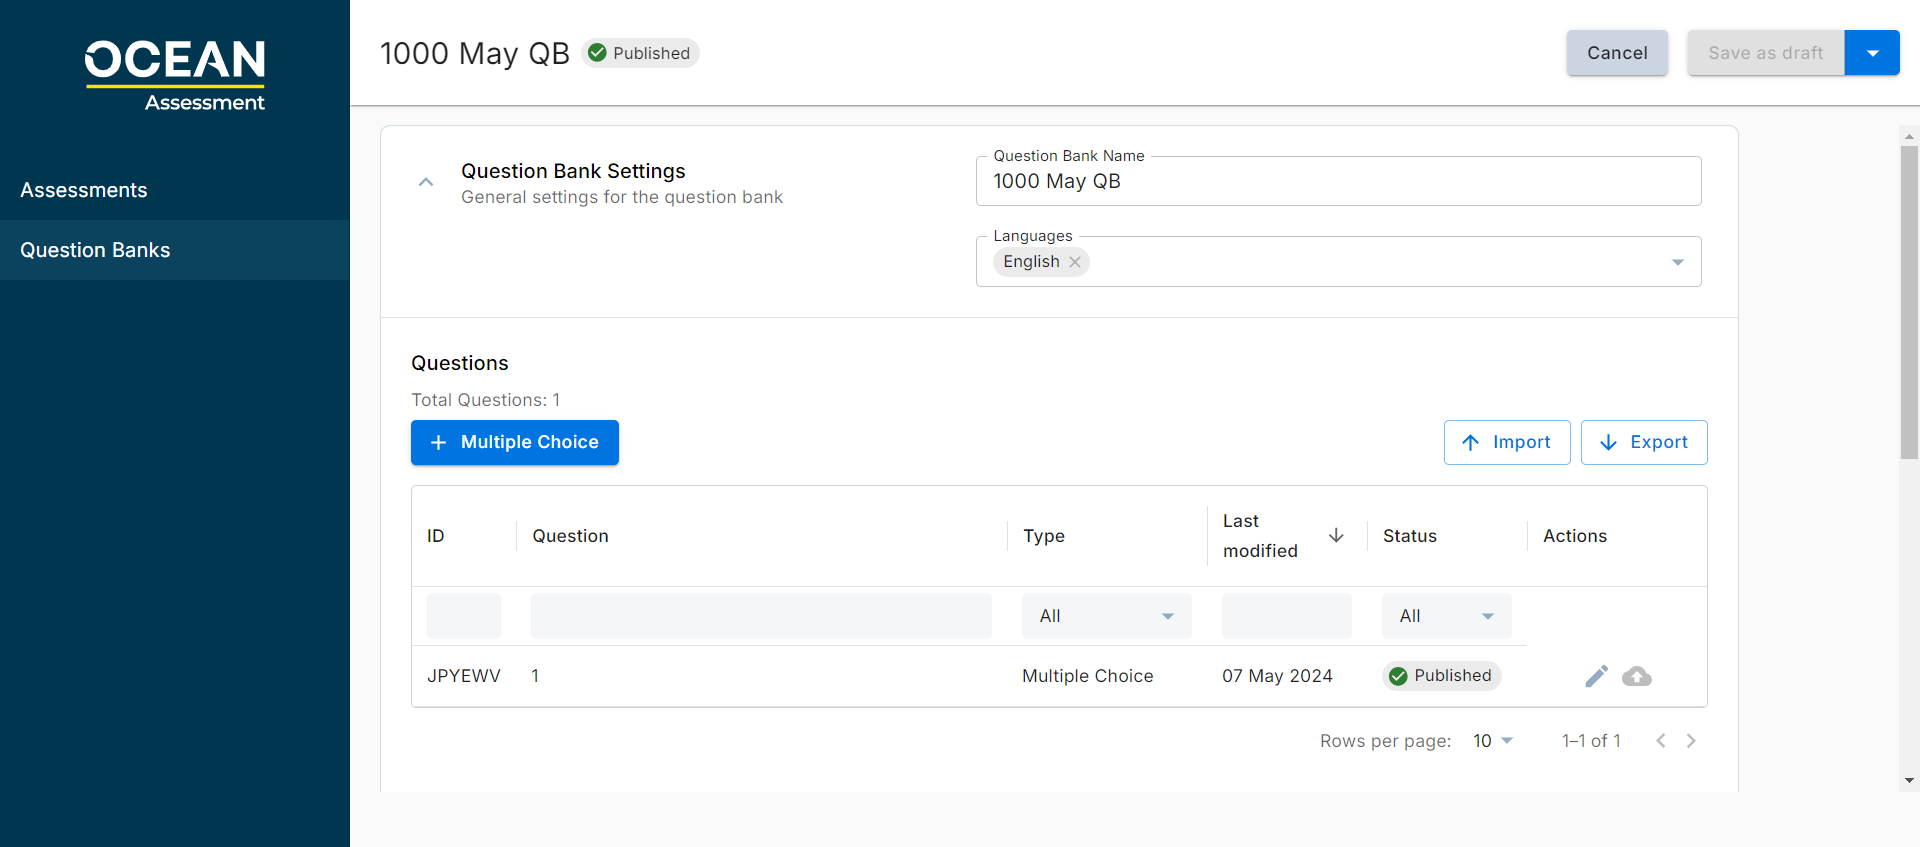 OCEAN
Assessment
Assessments
Question Banks
1000 May QB Published
Cancel Save as draft
Question Bank Settings
General settings for the question bank
Question Bank Name
1000 May QB
Languages
English
Questions
Total Questions: 1
Multiple Choice Import Export
ID Question Type Last modified Status Actions
All All
JPYEWV 1 Multiple Choice 07 May 2024 Published
Rows per page: 10 1–1 of 1